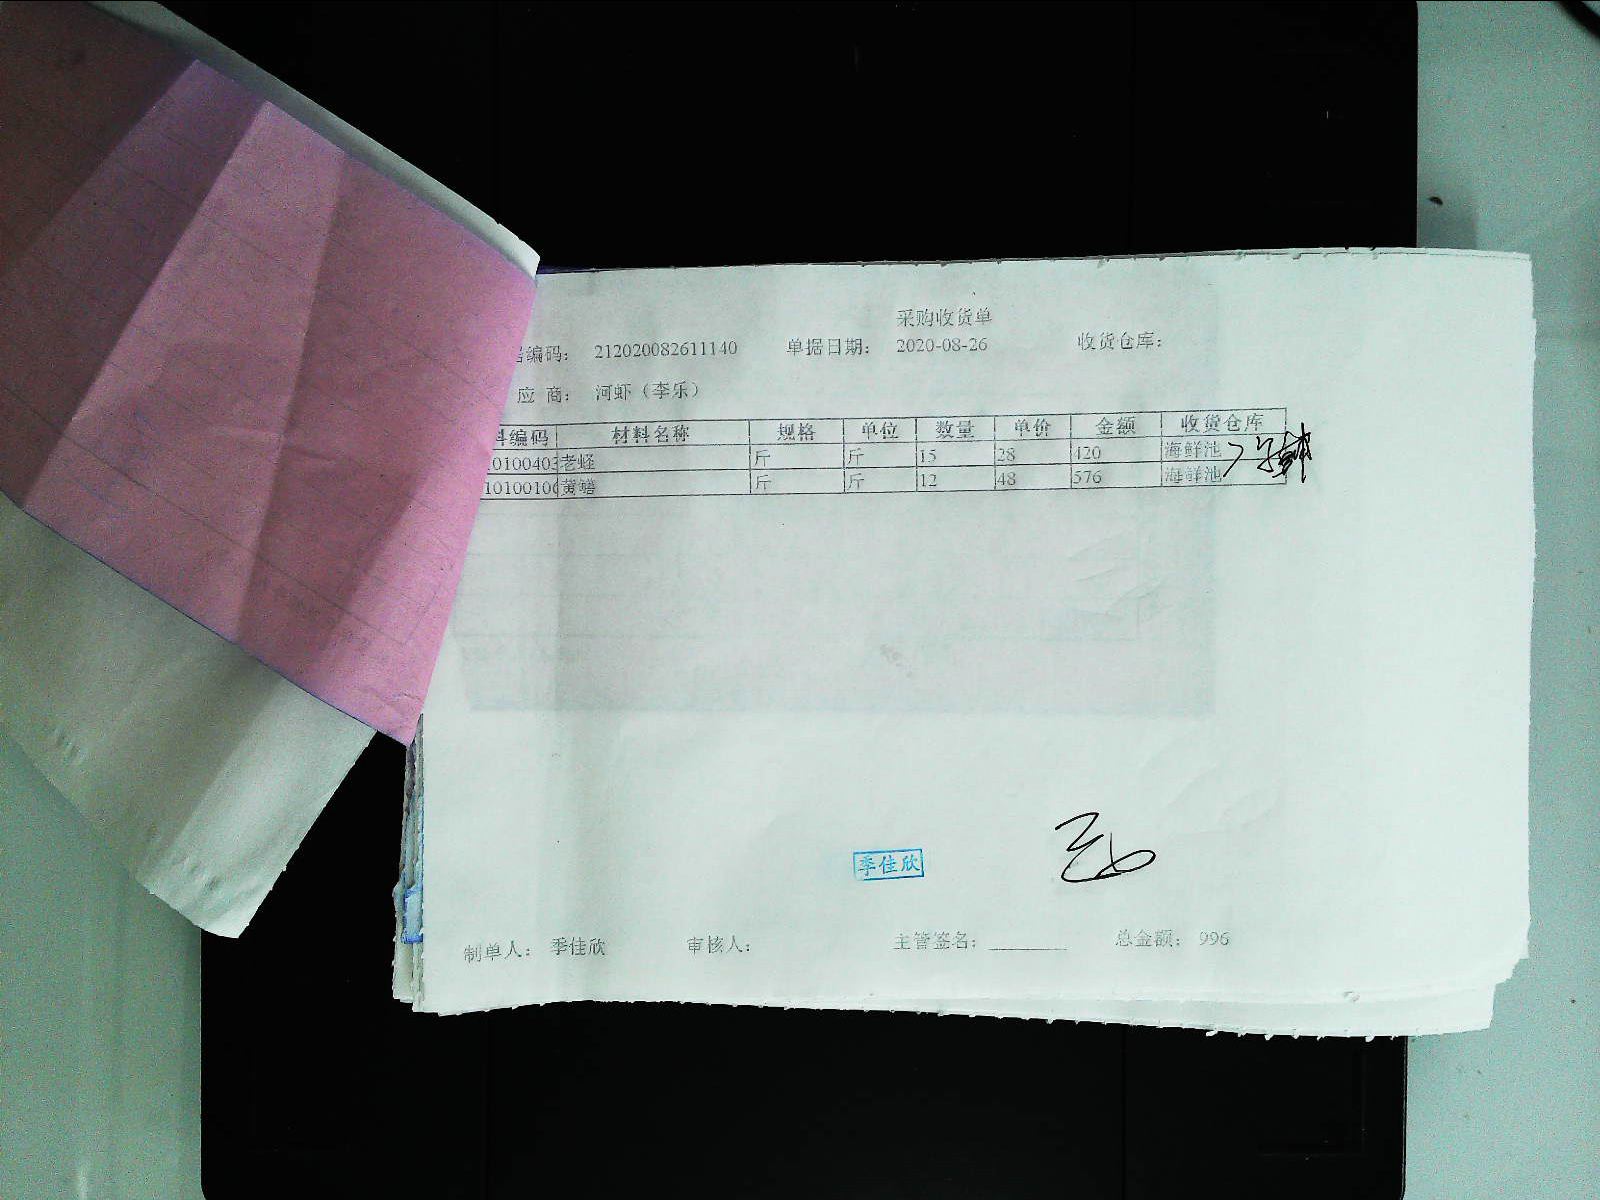 采购收货单
编码： 212020082611140 单据日期： 2020-08-26 收货仓库：
应 商： 河虾（李乐）
料编码 材料名称 规格 单位 数量 单价 金额 收货仓库
0100403 老蛏 斤 斤 15 28 420 海鲜池
1010010 黄鳝 斤 斤 12 48 576 海鲜池
季佳欣
制单人： 季佳欣 审核人： 主管签名： 总金额： 996